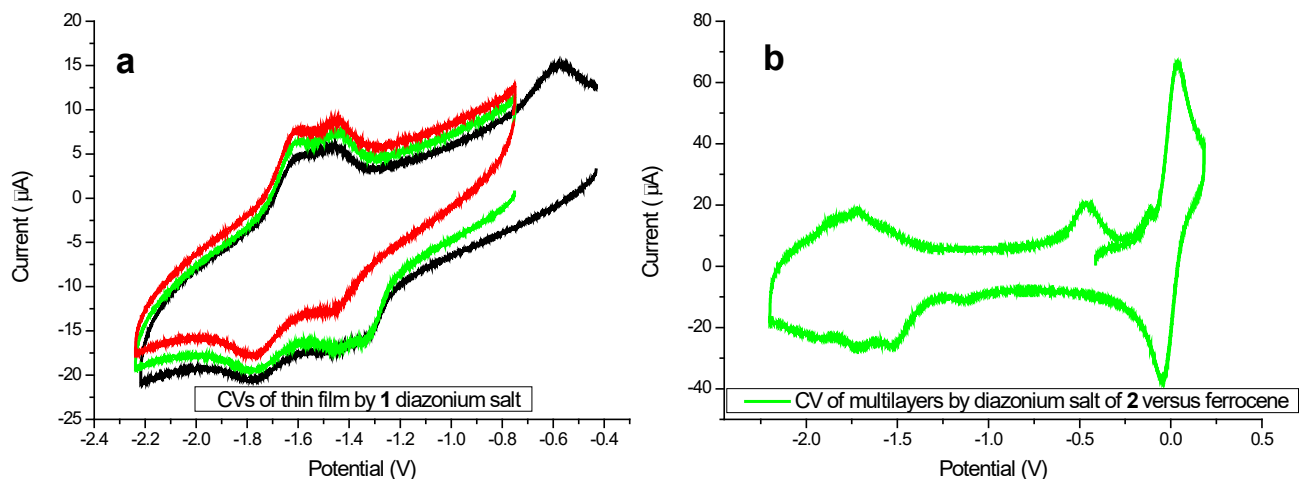 a
Current ( μA)
20
15
10
5
0
-5
-10
-15
-20
-25
CVs of thin film by 1 diazonium salt
-2.4 -2.2 -2.0 -1.8 -1.6 -1.4 -1.2 -1.0 -0.8 -0.6 -0.4
Potential (V)
b
Current ( μA)
80
60
40
20
0
-20
-40
CV of multilayers by diazonium salt of 2 versus ferrocene
-2.0 -1.5 -1.0 -0.5 0.0 0.5
Potential (V)